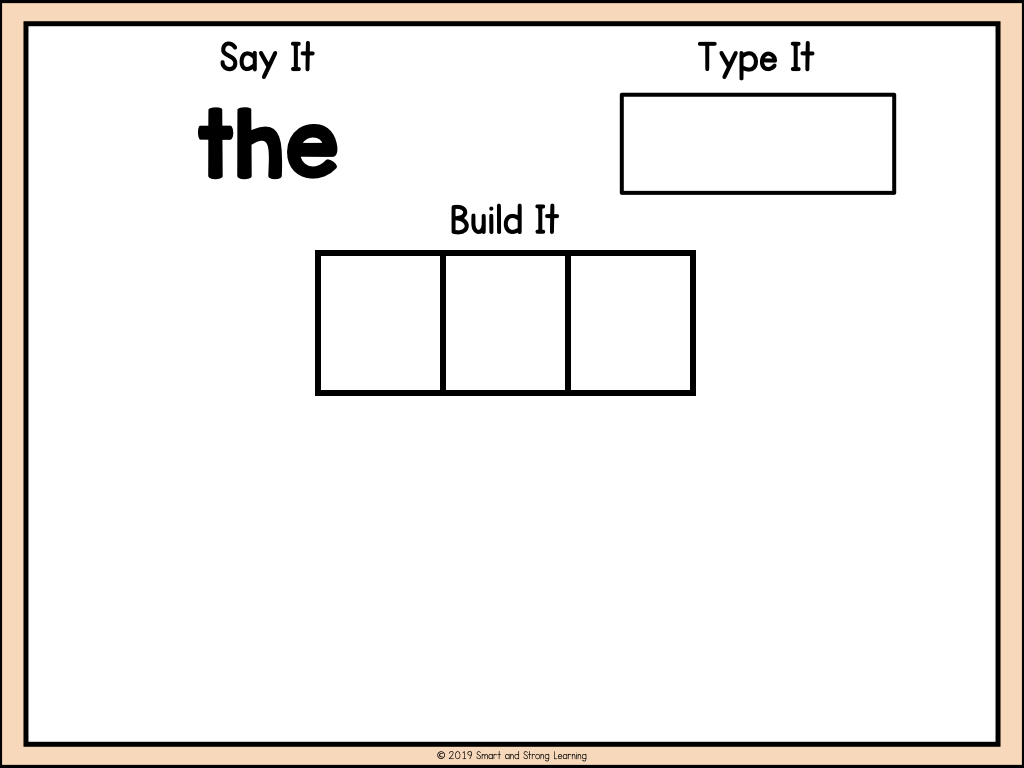 Say It
the
Type It
Build It
© 2019 Smart and Strong Learning